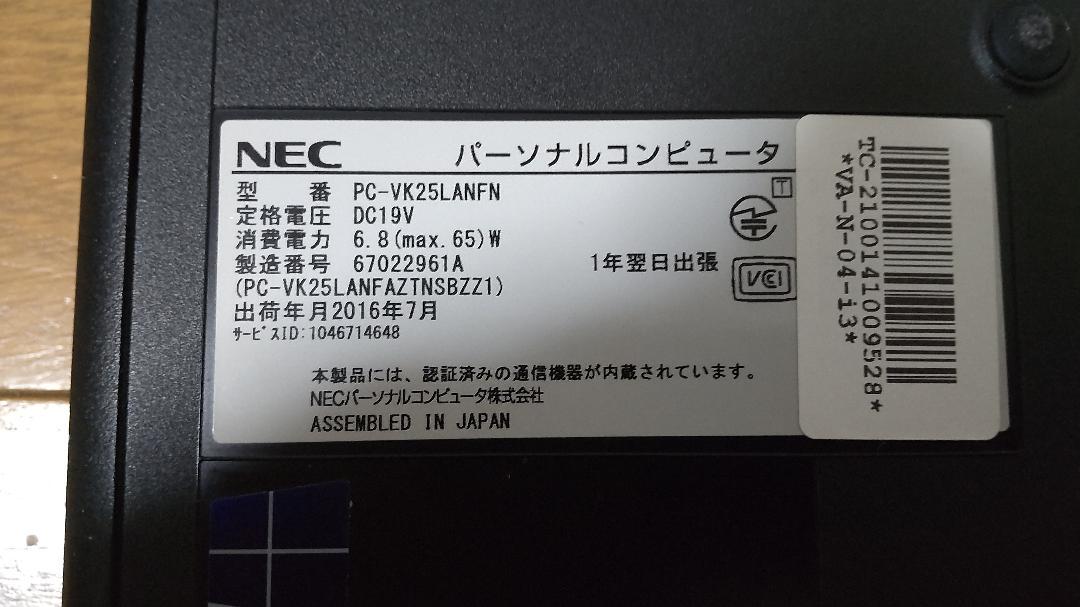 NEC パーソナルコンピュータ
型 番 PC-VK25LANFN
定格電圧 DC19V
消費電力 6.8(max.65)W
製造番号 67022961A
1年翌日出張
(PC-VK25LANFAZTNSBZZ1)
出荷年月2016年7月
サービスID:1046714648
本製品には、認証済みの通信機器が内蔵されています。
NECパーソナルコンピュータ株式会社
ASSEMBLED IN JAPAN
T
VCCI
TC-2100141009528*
*VA-N-04-i3*